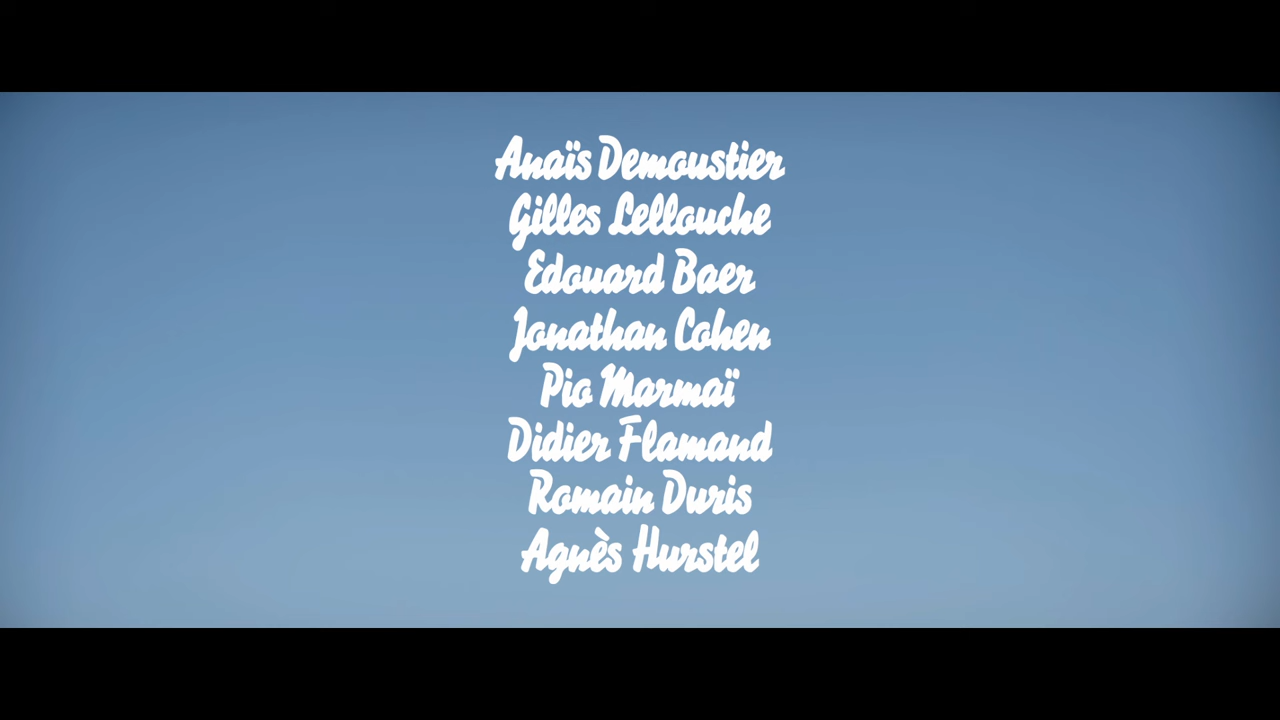 Anaïs Demoustier
Gilles Lellouche
Edouard Baer
Jonathan Cohen
Pio Marmaï
Didier Flamand
Romain Duris
Agnès Hurstel